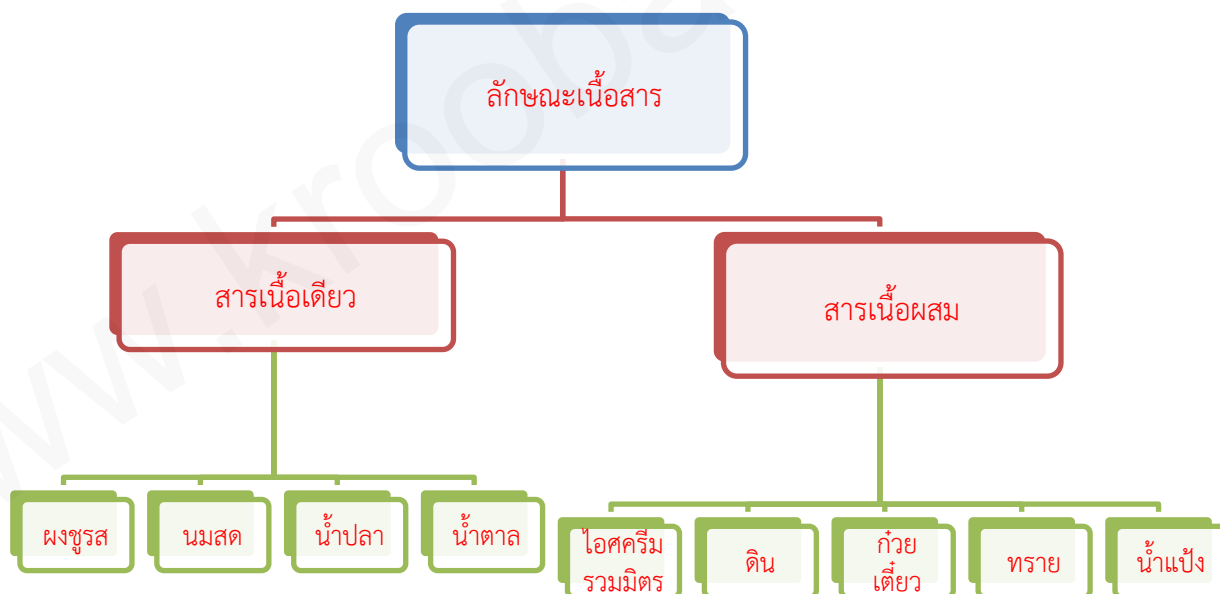 ลักษณะเนื้อสาร
สารเนื้อเดียว
สารเนื้อผสม
ผงชูรส
นมสด
น้ำปลา
น้ำตาล
ไอศครีม
รวมมิตร
ดิน
ก๋วย
เตี๋ยว
ทราย
น้ำแป้ง